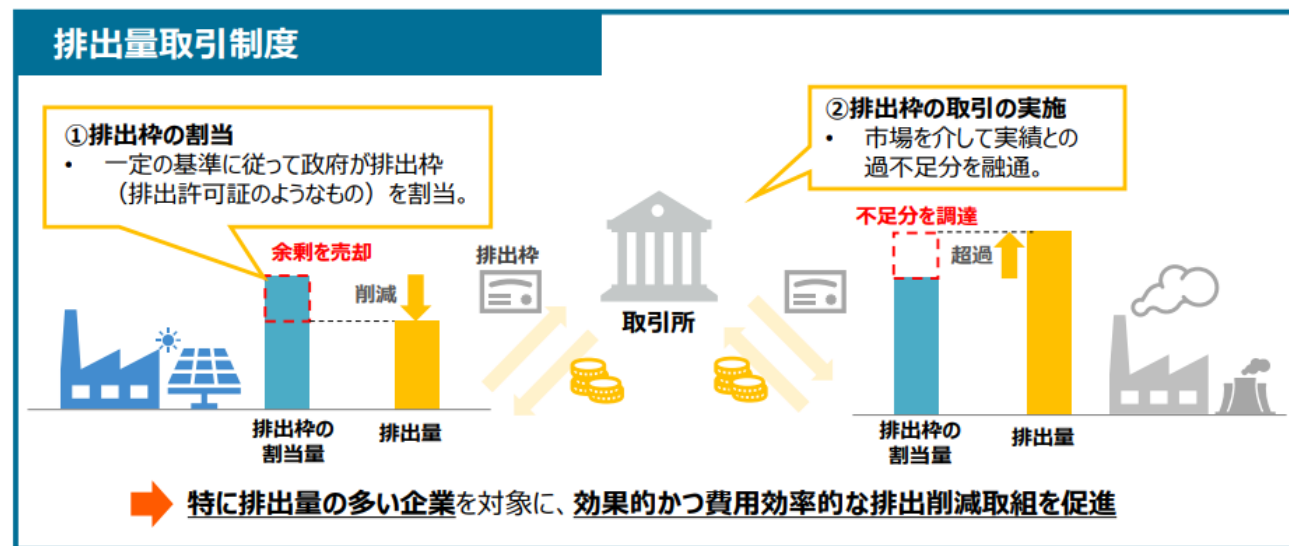 排出量取引制度
①排出枠の割当
• 一定の基準に従って政府が排出枠
（排出許可証のようなもの）を割当。
②排出枠の取引の実施
• 市場を介して実績との
過不足分を融通。
余剰を売却
削減
排出枠
取引所
不足分を調達
超過
排出枠の
割当量
排出量
排出枠の
割当量
排出量
特に排出量の多い企業を対象に、効果的かつ費用効率的な排出削減取組を促進